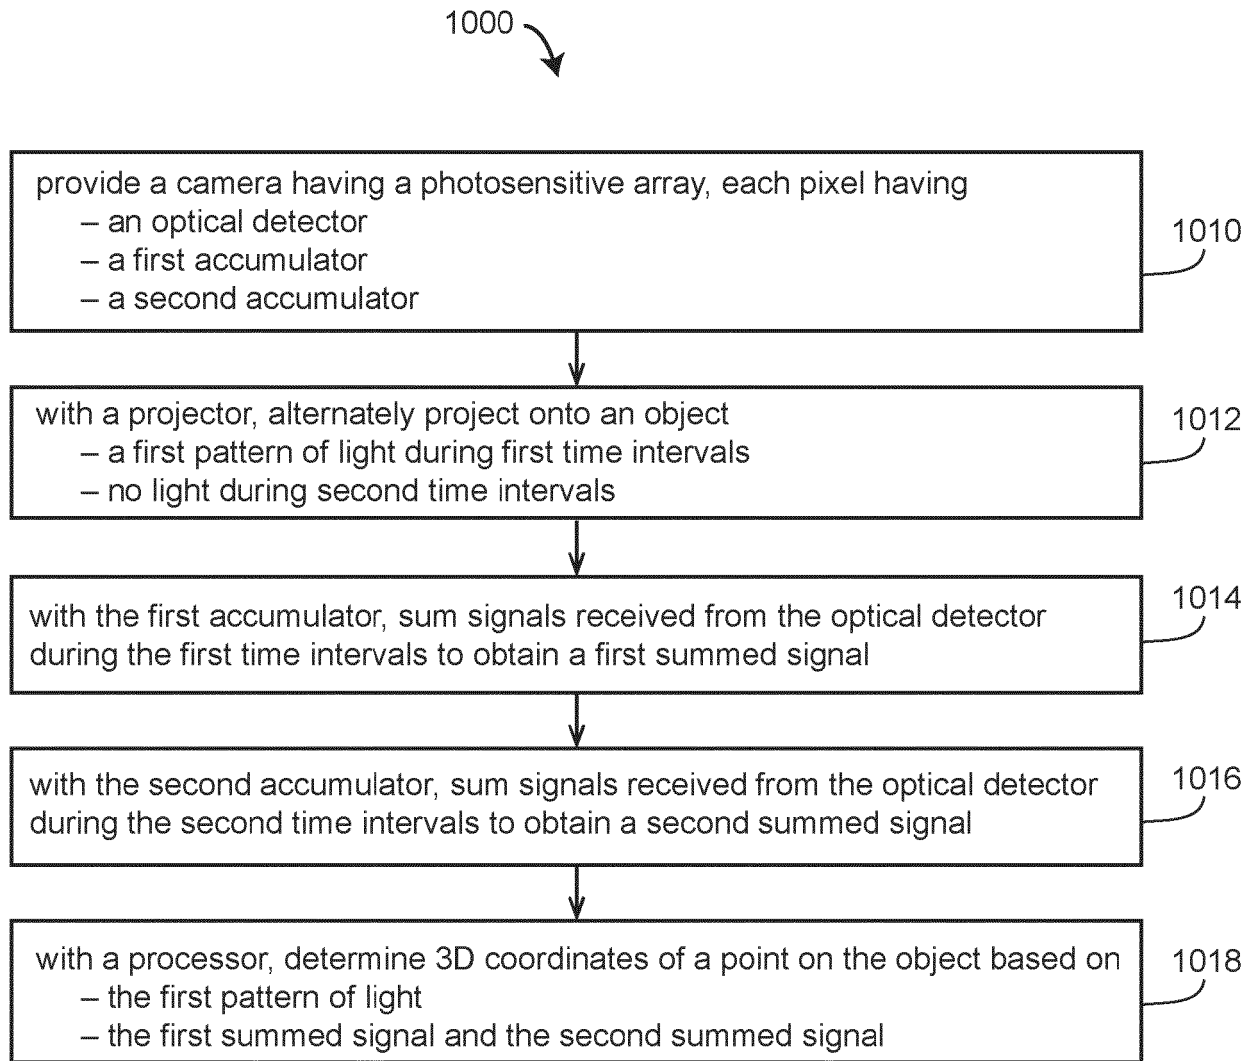 1000
provide a camera having a photosensitive array, each pixel having
– an optical detector
– a first accumulator
– a second accumulator
1010
with a projector, alternately project onto an object
– a first pattern of light during first time intervals
– no light during second time intervals
1012
with the first accumulator, sum signals received from the optical detector
during the first time intervals to obtain a first summed signal
1014
with the second accumulator, sum signals received from the optical detector
during the second time intervals to obtain a second summed signal
1016
with a processor, determine 3D coordinates of a point on the object based on
– the first pattern of light
– the first summed signal and the second summed signal
1018